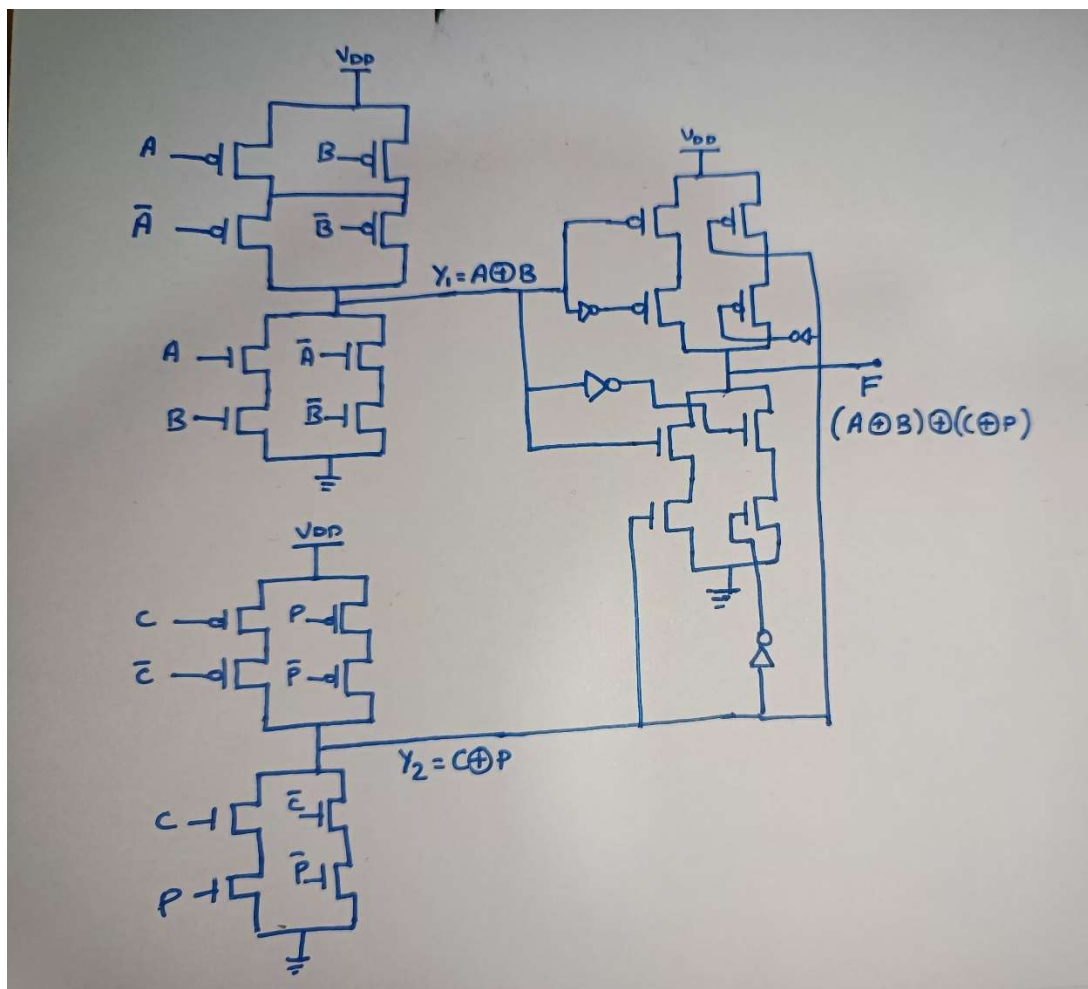 VDD
A
B
A̅
B̅
Y₁ = A⊕B
A
A̅
B
B̅
VDD
F
(A⊕B)⊕(C⊕P)
VDD
C
P
C̅
P̅
Y₂ = C⊕P
C
C̅
P
P̅